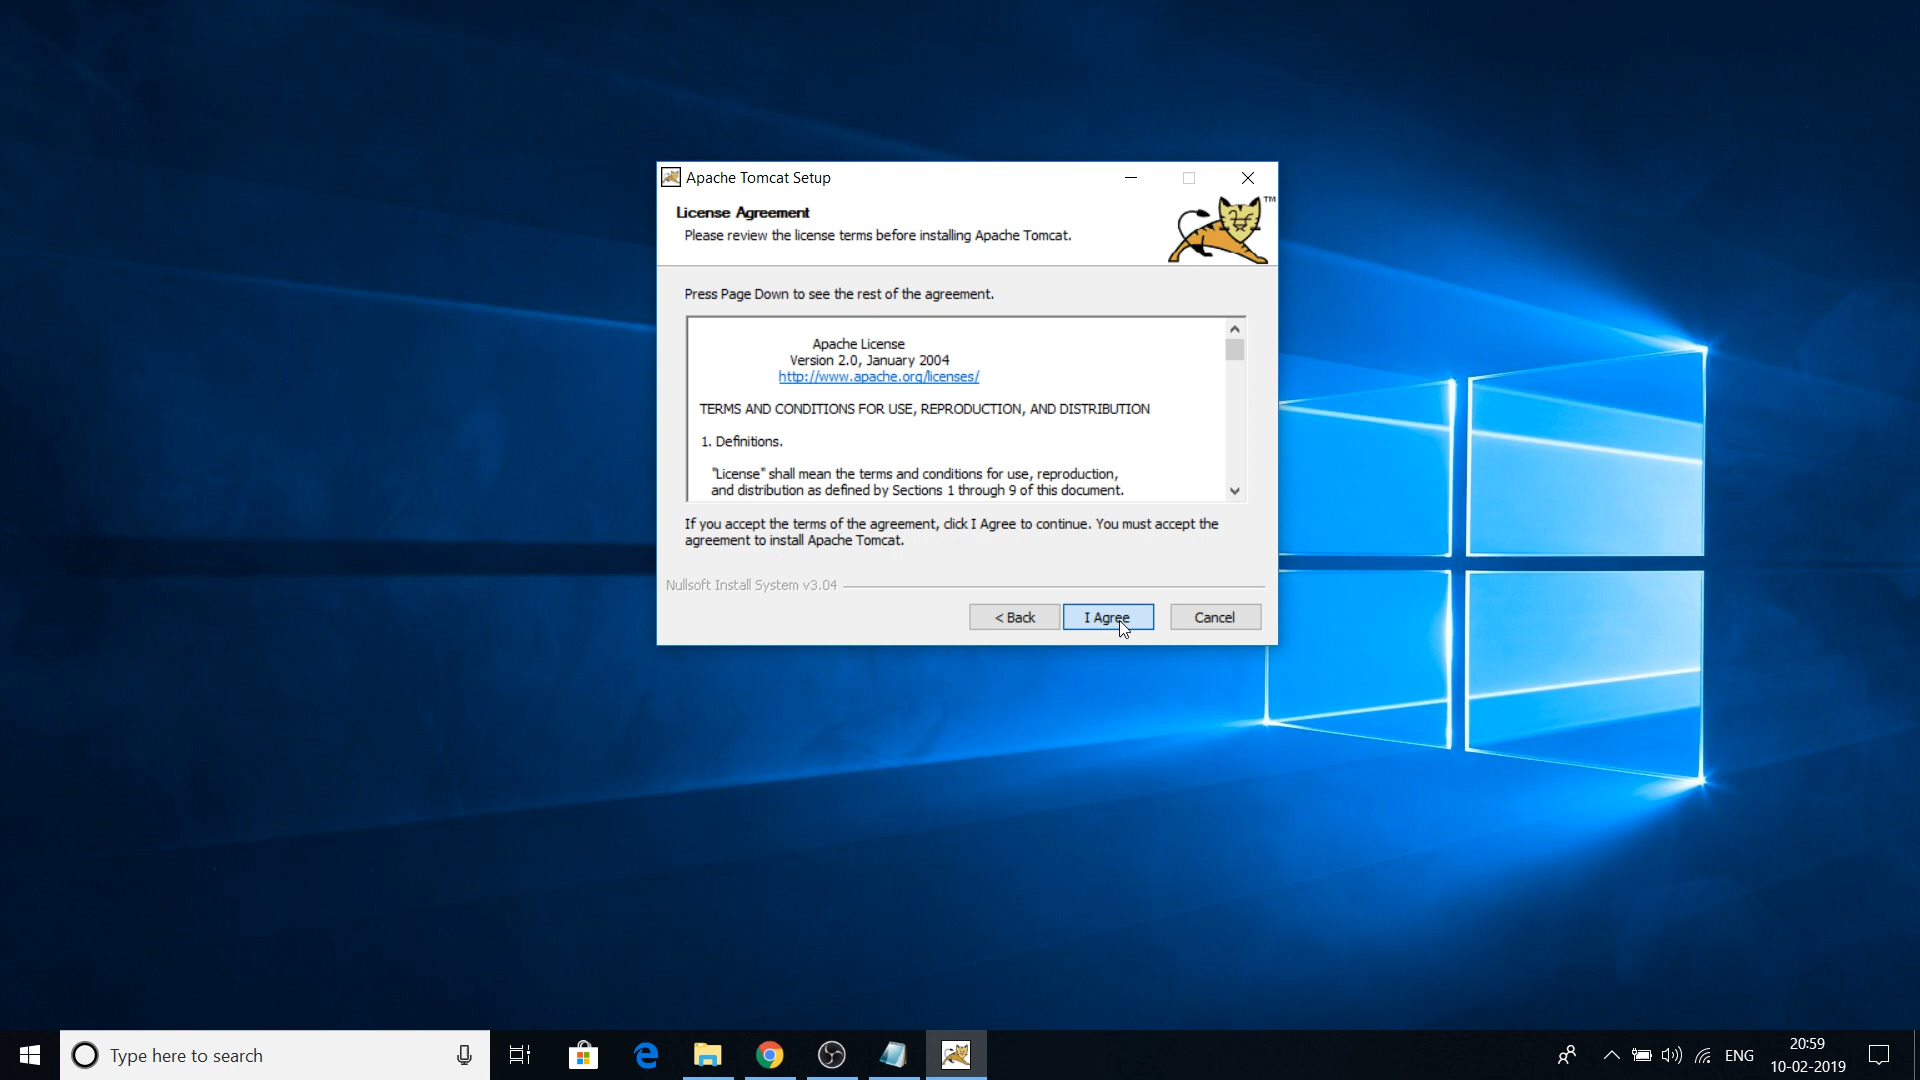 Apache Tomcat Setup
License Agreement
Please review the license terms before installing Apache Tomcat.
TM
Press Page Down to see the rest of the agreement.
Apache License
Version 2.0, January 2004
http://www.apache.org/licenses/
TERMS AND CONDITIONS FOR USE, REPRODUCTION, AND DISTRIBUTION
1. Definitions.
"License" shall mean the terms and conditions for use, reproduction,
and distribution as defined by Sections 1 through 9 of this document.
If you accept the terms of the agreement, click I Agree to continue. You must accept the
agreement to install Apache Tomcat.
Nullsoft Install System v3.04
< Back
I Agree
Cancel
Type here to search
ENG
20:59
10-02-2019